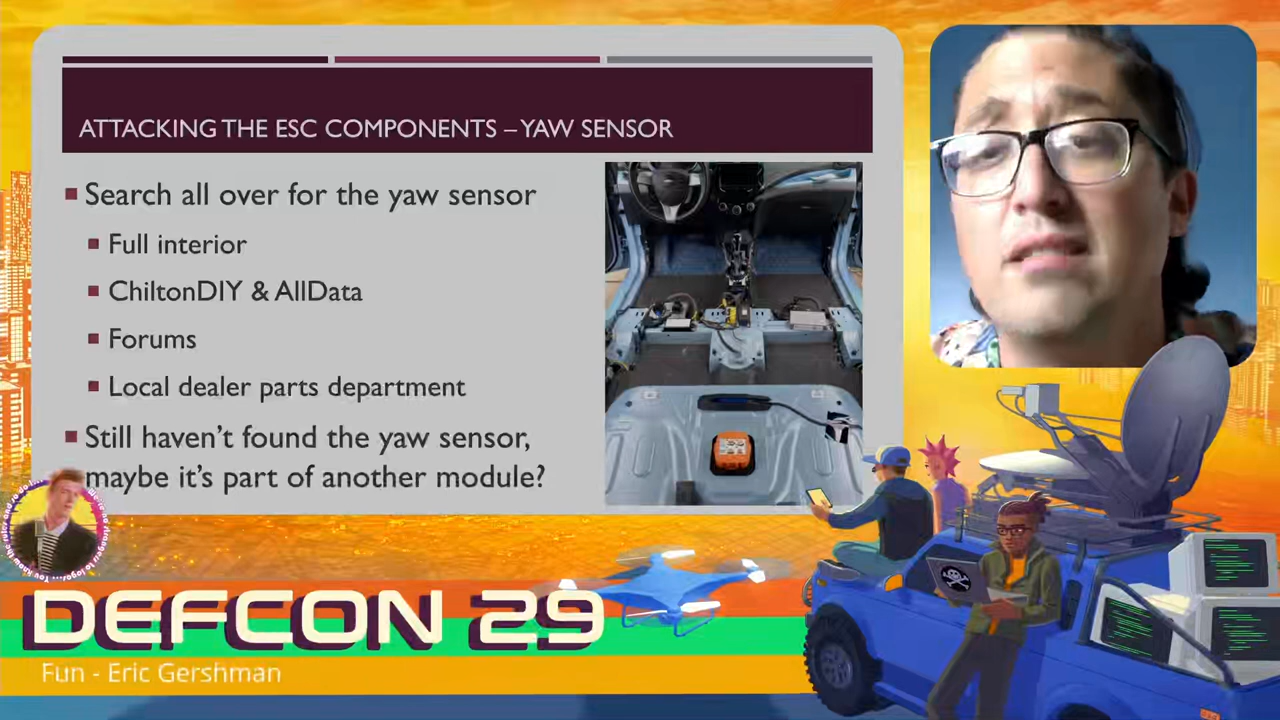 ATTACKING THE ESC COMPONENTS – YAW SENSOR
Search all over for the yaw sensor
Full interior
ChiltonDIY & AllData
Forums
Local dealer parts department
Still haven't found the yaw sensor,
maybe it's part of another module?
DEFCON 29
Fun - Eric Gershman